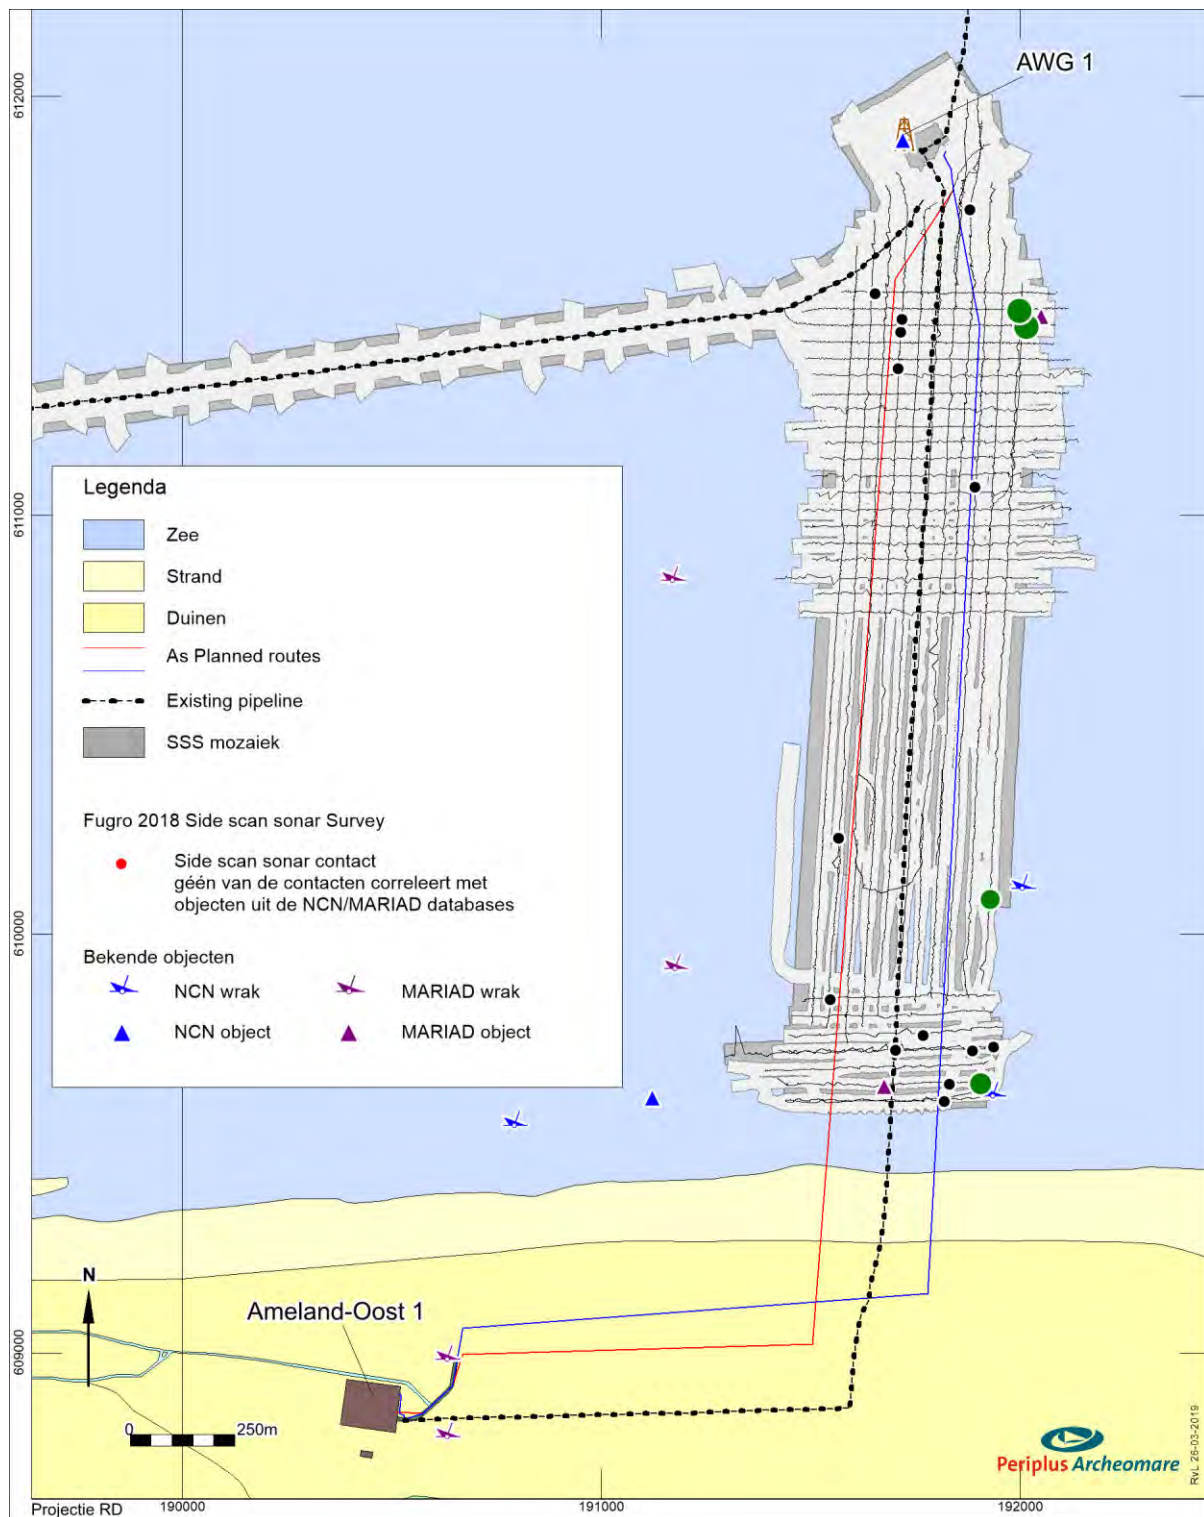 AWG 1
612000
611000
610000
609000
Legenda
Zee
Strand
Duinen
As Planned routes
Existing pipeline
SSS mozaiek
Fugro 2018 Side scan sonar Survey
Side scan sonar contact
géén van de contacten correleert met
objecten uit de NCN/MARIAD databases
Bekende objecten
NCN wrak
MARIAD wrak
NCN object
MARIAD object
N
Ameland-Oost 1
0
250m
Periplus Archeomare
RvL 26-03-2019
Projectie RD
190000
191000
192000